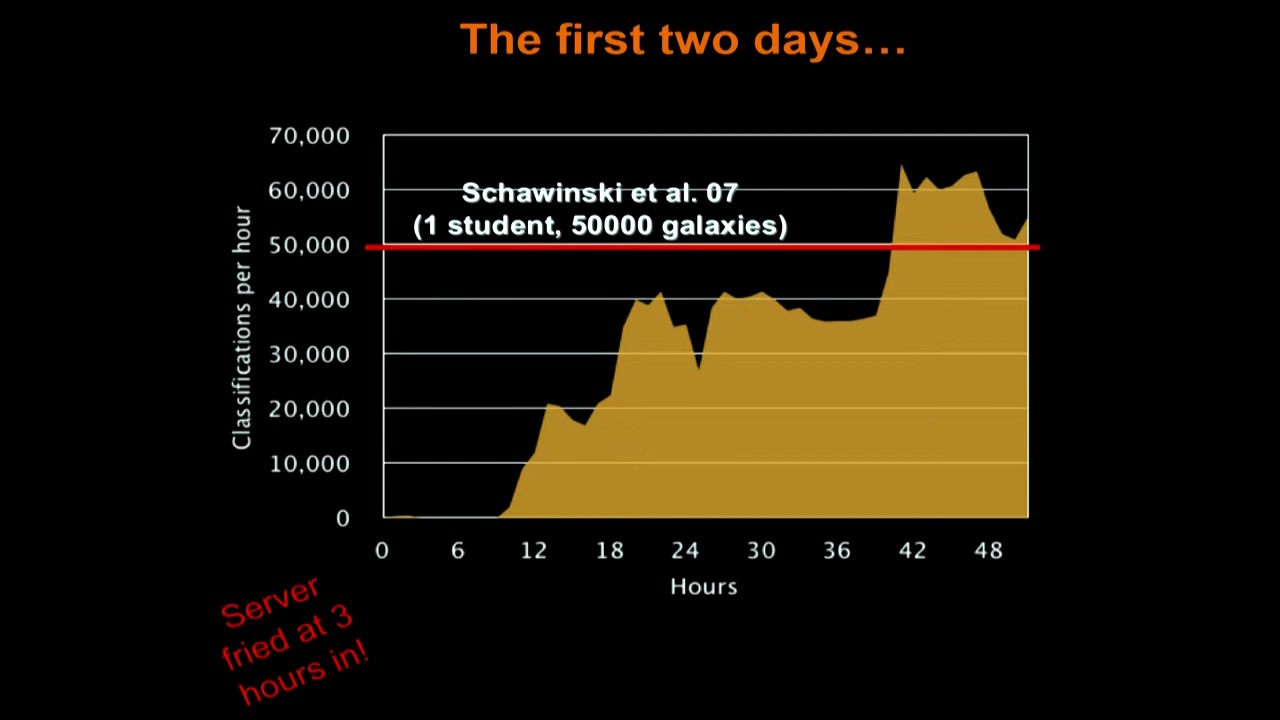 The first two days...
70,000
60,000
50,000
40,000
30,000
20,000
10,000
0
Classifications per hour
Schawinski et al. 07
(1 student, 50000 galaxies)
0 6 12 18 24 30 36 42 48
Hours
Server
fried at 3
hours in!